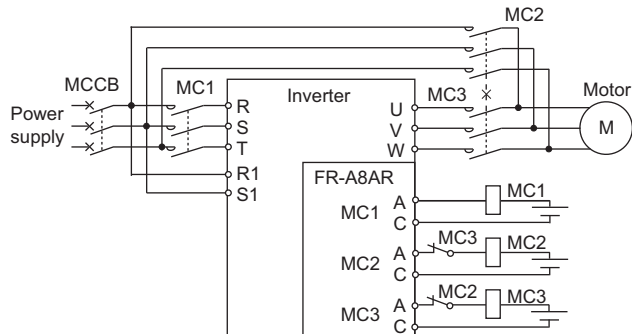 MC2
MCCB
MC1
Inverter
MC3
Motor
Power
supply
R
S
T
R1
S1
U
V
W
M
FR-A8AR
MC1
A
C
MC1
MC2
A
C
MC3
MC2
MC3
A
C
MC2
MC3